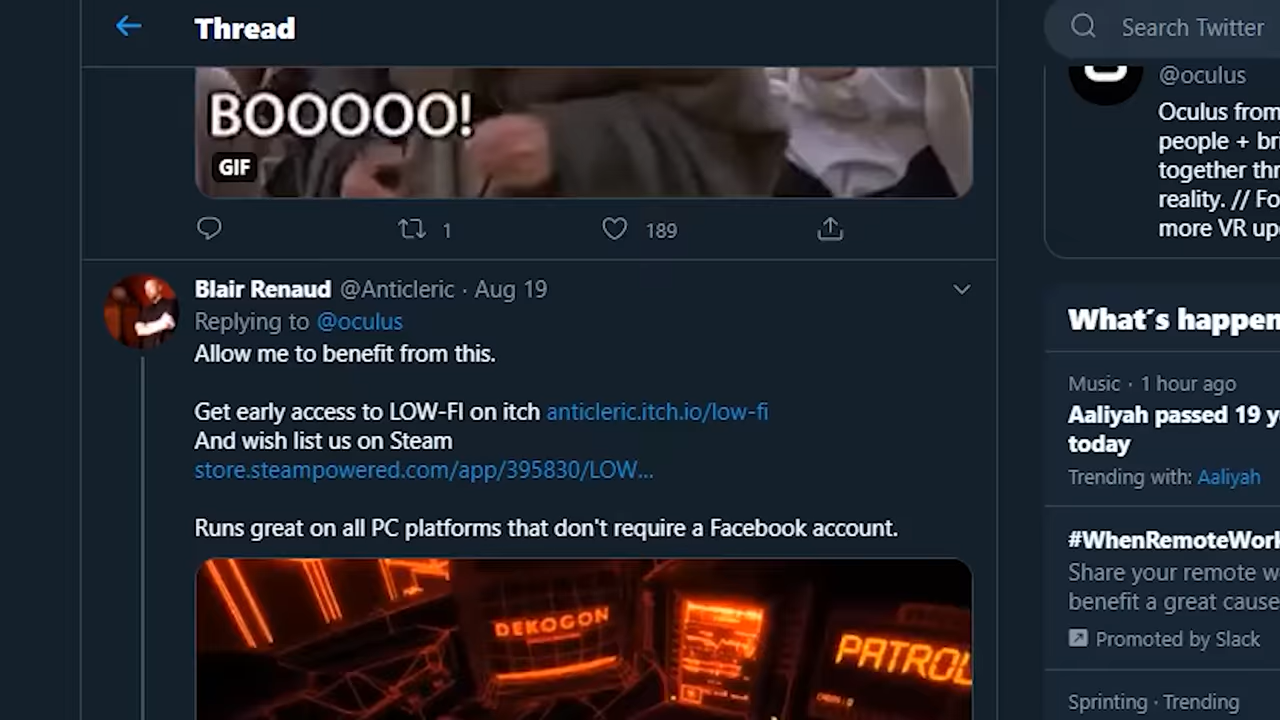 Thread
Search Twitter
BOOOOO!
GIF
1
189
@oculus
Oculus from
people + br
together thr
reality. // Fo
more VR up
Blair Renaud @Anticleric · Aug 19
Replying to @oculus
Allow me to benefit from this.
Get early access to LOW-FI on itch anticleric.itch.io/low-fi
And wish list us on Steam
store.steampowered.com/app/395830/LOW...
Runs great on all PC platforms that don't require a Facebook account.
DEKOGON
PATROL
What´s happen
Music · 1 hour ago
Aaliyah passed 19 y
today
Trending with: Aaliyah
#WhenRemoteWork
Share your remote w
benefit a great cause
Promoted by Slack
Sprinting · Trending